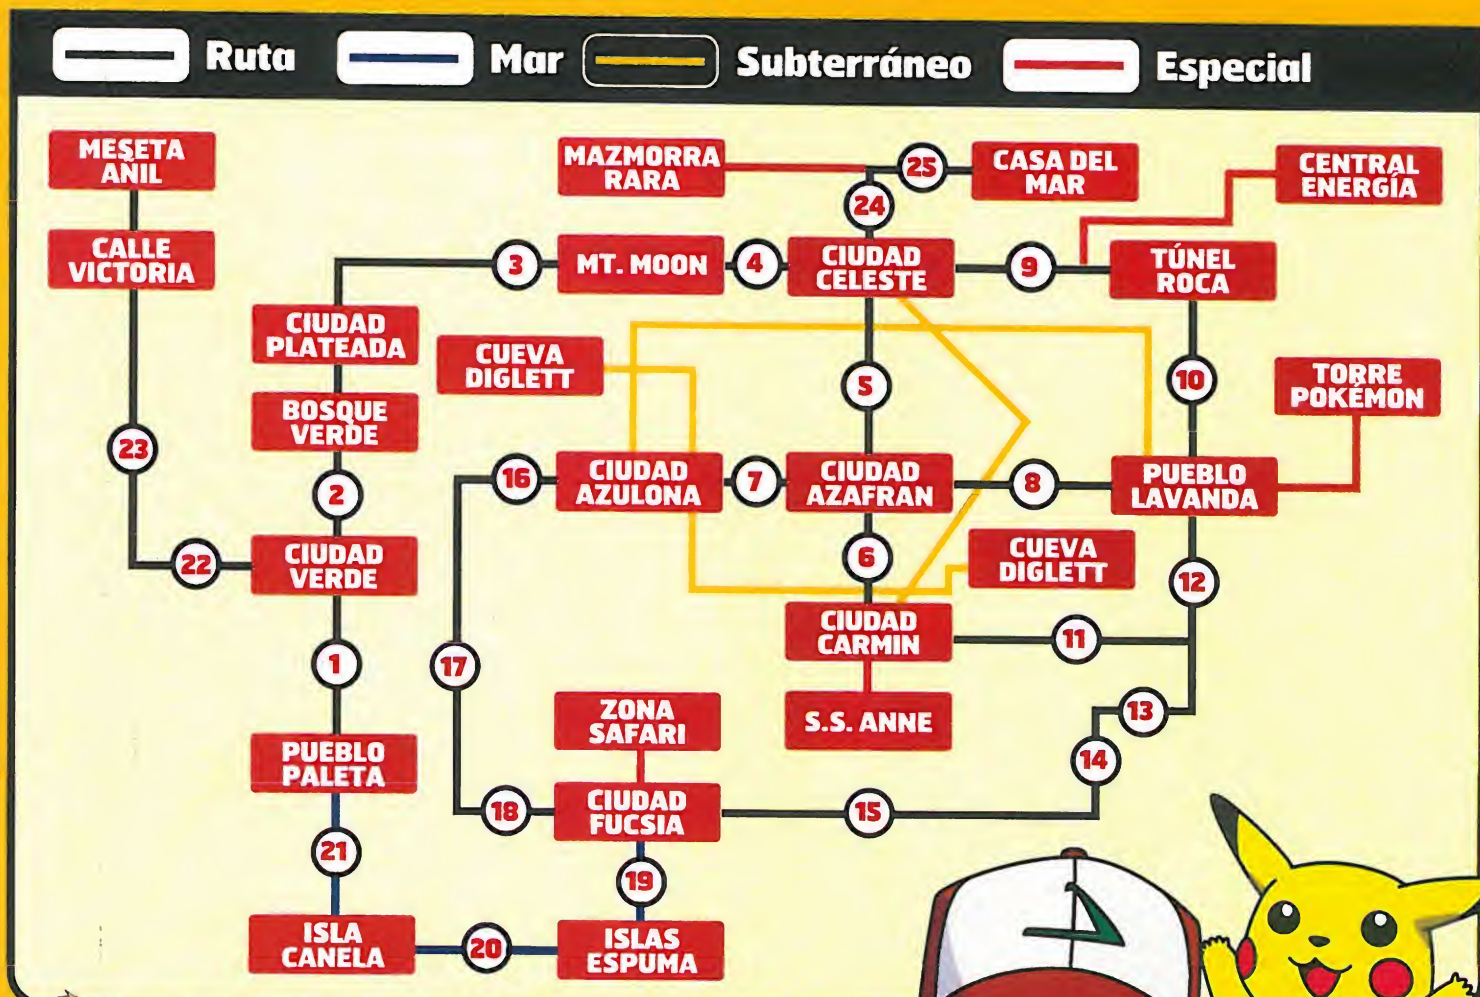 Ruta
Mar
Subterráneo
Especial
MESETA
AÑIL
MAZMORRA
RARA
25
CASA DEL
MAR
CENTRAL
ENERGÍA
24
CALLE
VICTORIA
3
MT. MOON
4
CIUDAD
CELESTE
9
TÚNEL
ROCA
CIUDAD
PLATEADA
CUEVA
DIGLETT
5
10
TORRE
POKÉMON
BOSQUE
VERDE
23
2
16
CIUDAD
AZULONA
7
CIUDAD
AZAFRAN
8
PUEBLO
LAVANDA
22
CIUDAD
VERDE
6
CUEVA
DIGLETT
12
1
17
CIUDAD
CARMIN
11
ZONA
SAFARI
S.S. ANNE
13
PUEBLO
PALETA
14
18
CIUDAD
FUCSIA
15
21
19
ISLA
CANELA
20
ISLAS
ESPUMA